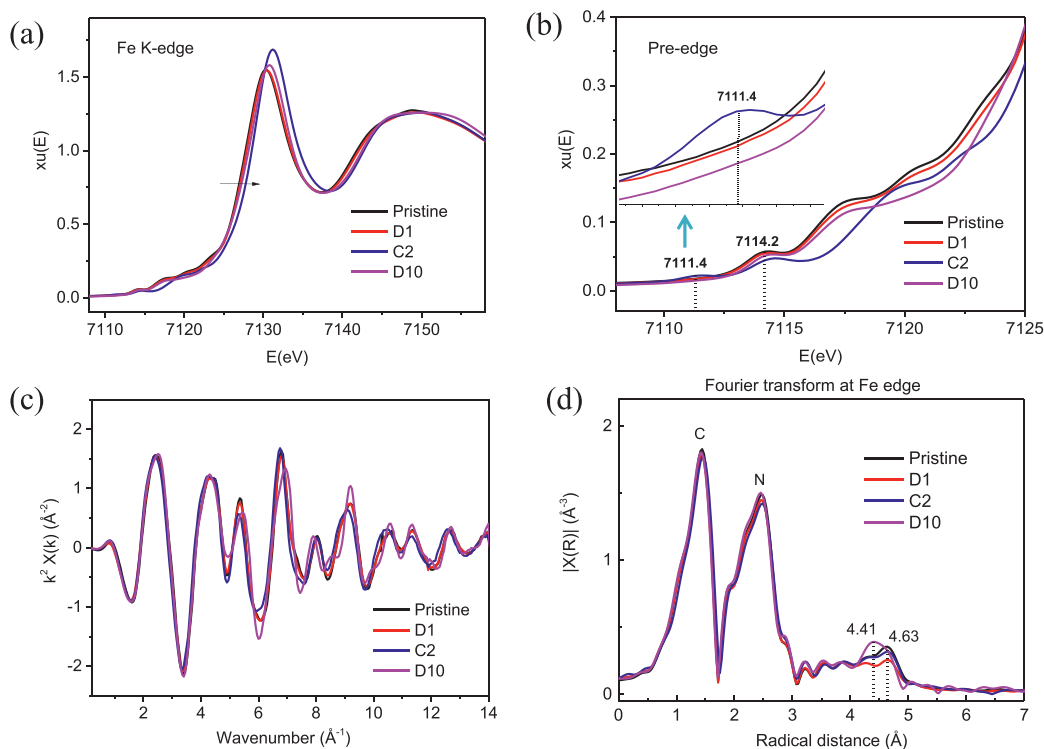 (a)
Fe K-edge
xu(E)
1.5
1.0
0.5
0.0
Pristine
D1
C2
D10
7110 7120 7130 7140 7150
E(eV)
(b)
Pre-edge
xu(E)
0.4
0.3
0.2
0.1
0.0
7111.4
7111.4
7114.2
Pristine
D1
C2
D10
7110 7115 7120 7125
E(eV)
(c)
k² X(k) (Å⁻²)
2
1
0
-1
-2
Pristine
D1
C2
D10
2 4 6 8 10 12 14
Wavenumber (Å⁻¹)
Fourier transform at Fe edge
(d)
|X(R)| (Å⁻³)
2
1
0
C
N
Pristine
D1
C2
D10
4.41 4.63
0 1 2 3 4 5 6 7
Radical distance (Å)